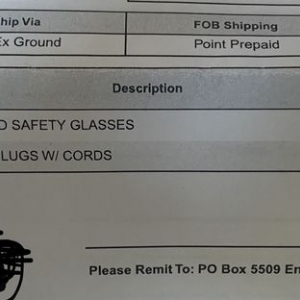 hip Via FOB Shipping
Ex Ground Point Prepaid
Description
D SAFETY GLASSES
LUGS W/ CORDS
Please Remit To: PO Box 5509 En